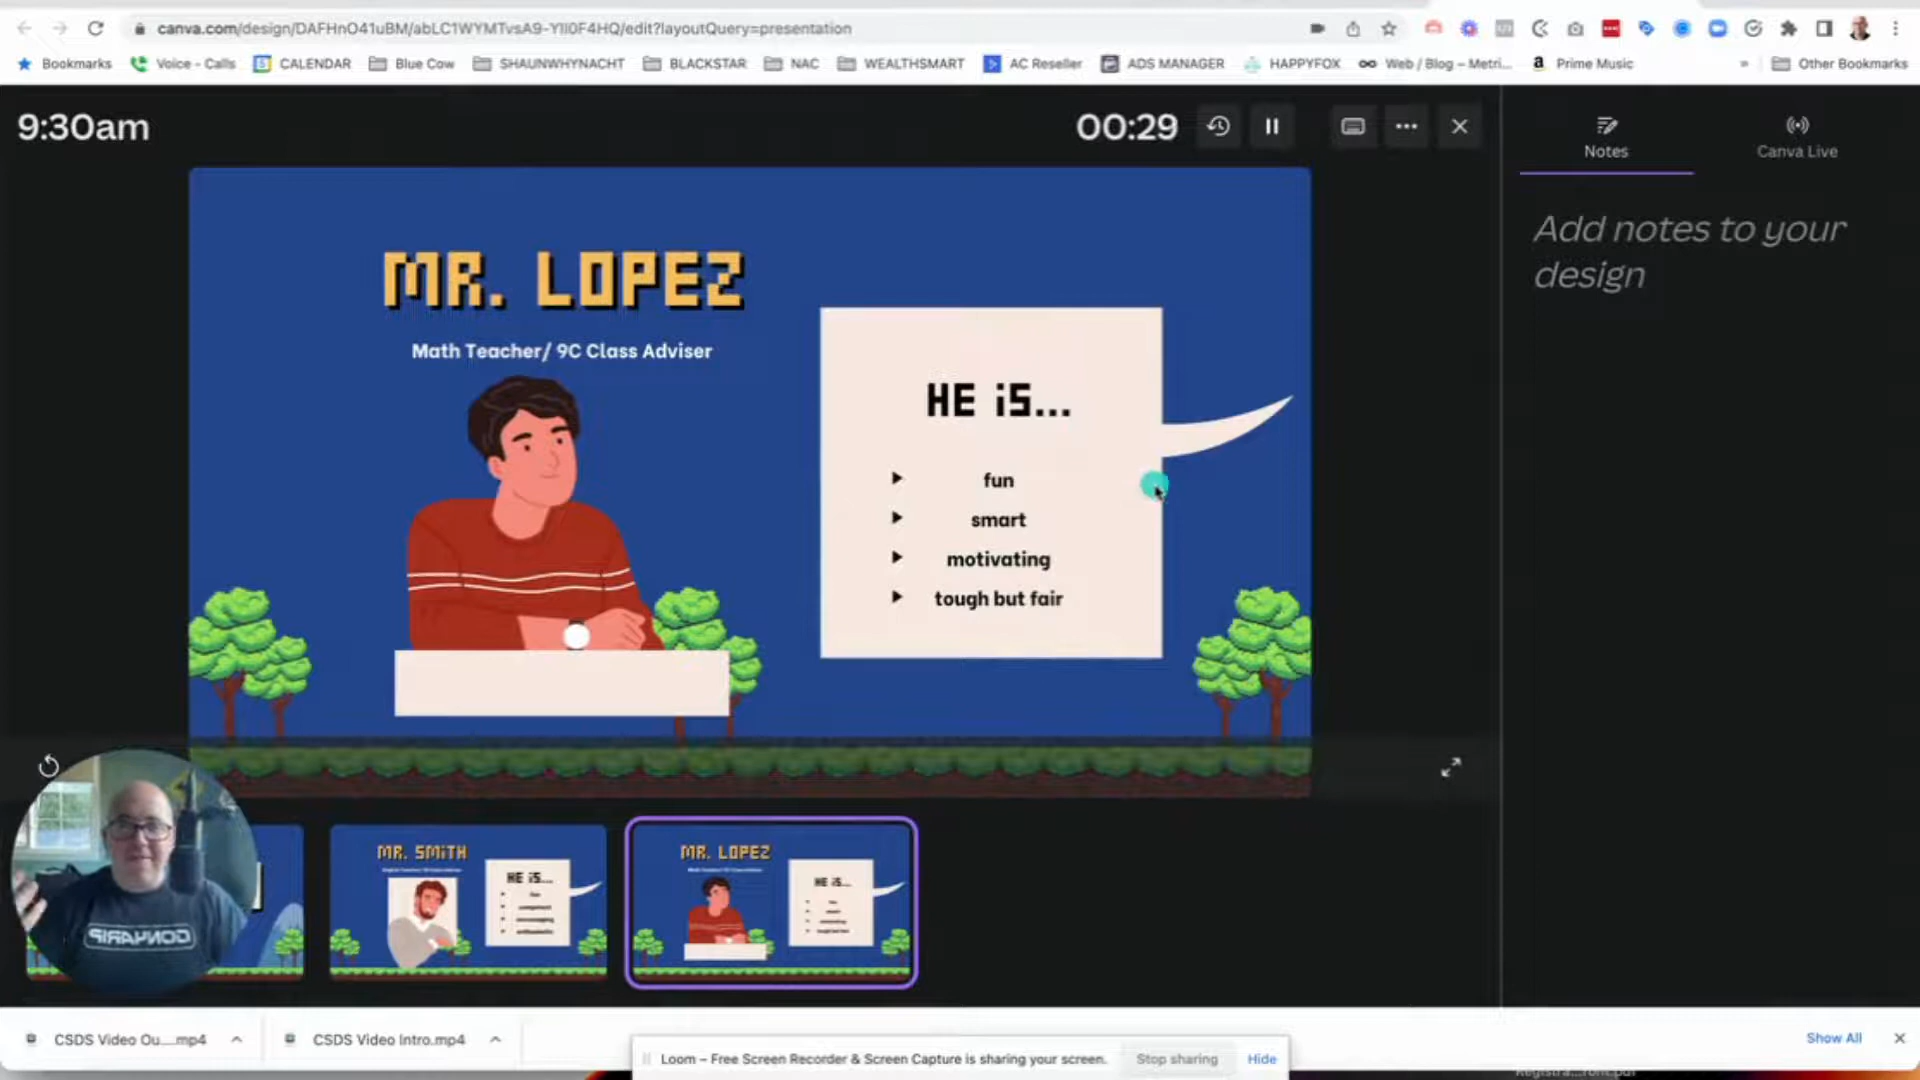 canva.com/design/DAFHnO41uBM/abLC1WYMTvsA9-YlI0F4HQ/edit?layoutQuery=presentation
Bookmarks
Voice - Calls
CALENDAR
Blue Cow
SHAUNWHYNACHT
BLACKSTAR
NAC
WEALTHSMART
AC Reseller
ADS MANAGER
HAPPYFOX
Web / Blog – Metri...
Prime Music
»
Other Bookmarks
9:30am
00:29
Notes
Canva Live
Add notes to your
design
MR. LOPEZ
Math Teacher/ 9C Class Adviser
HE iS...
fun
smart
motivating
tough but fair
MR. SMiTH
HE iS...
MR. LOPEZ
HE iS...
CONVRAIP
CSDS Video Ou....mp4
CSDS Video Intro.mp4
Show All
Loom – Free Screen Recorder & Screen Capture is sharing your screen.
Stop sharing
Hide